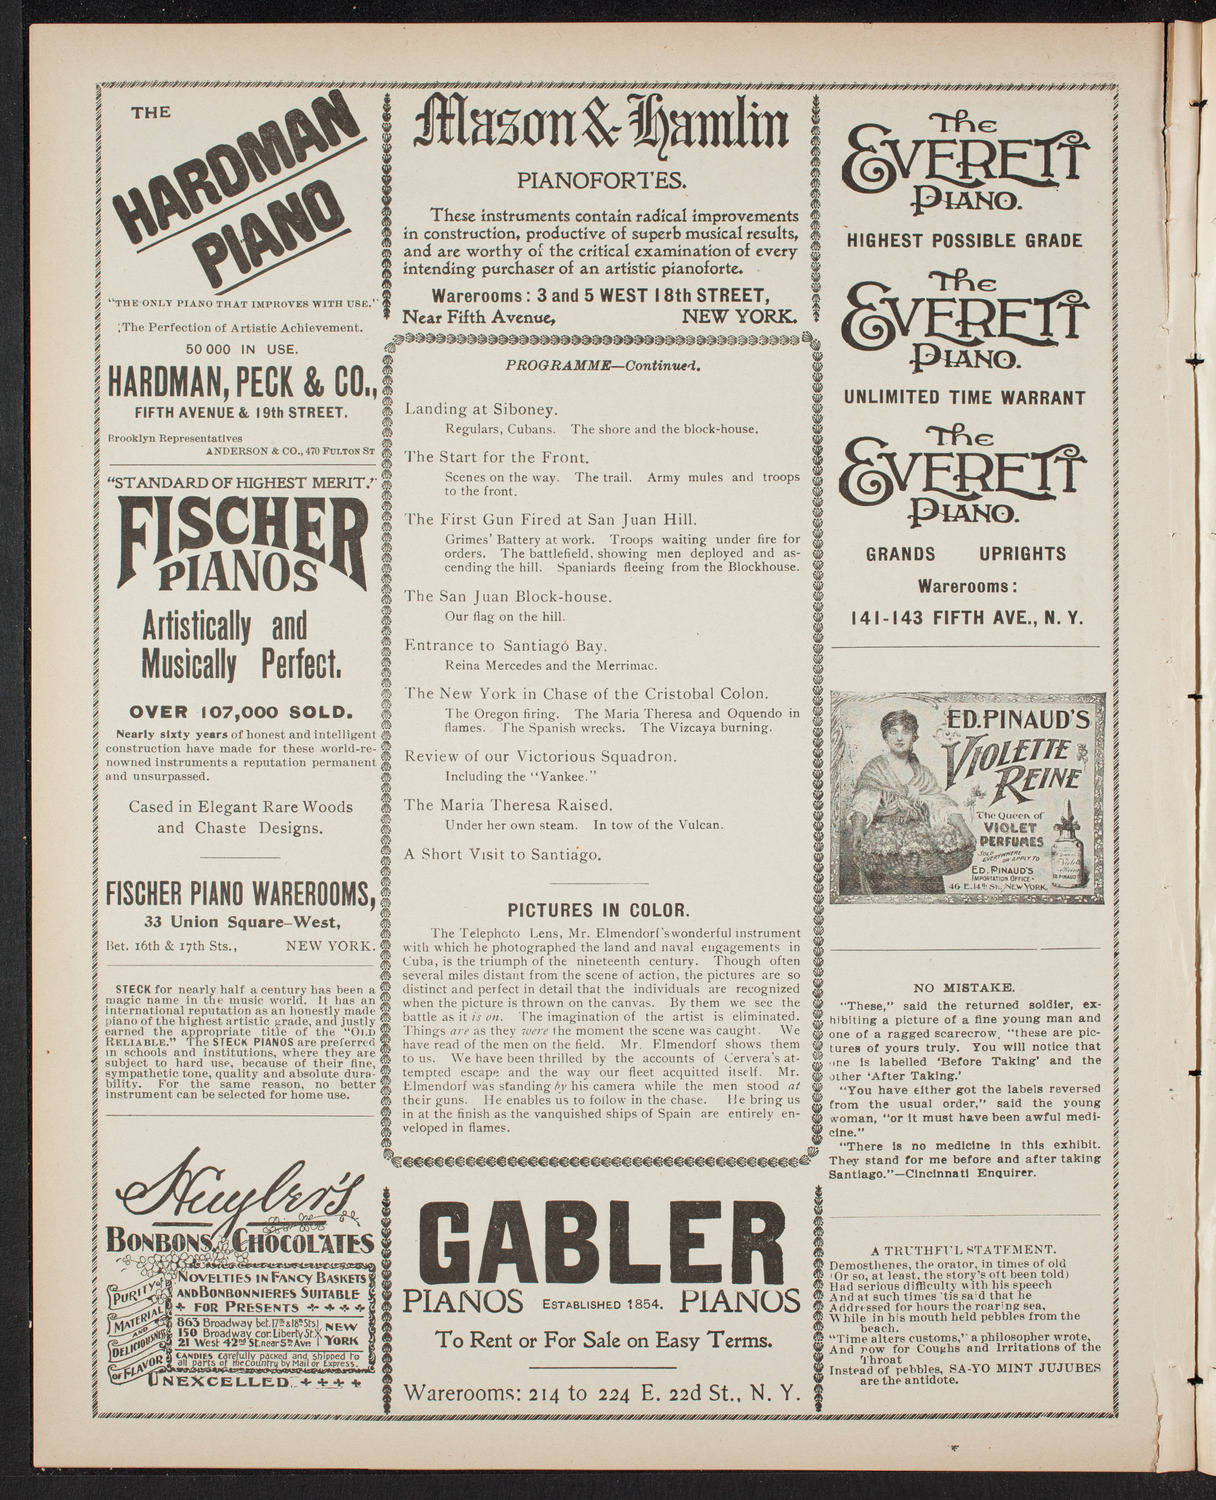 THE
HARDMAN
PIANO
"THE ONLY PIANO THAT IMPROVES WITH USE."
The Perfection of Artistic Achievement.
50 000 IN USE.
HARDMAN, PECK & CO.,
FIFTH AVENUE & 19th STREET.
Brooklyn Representatives
ANDERSON & CO., 470 FULTON ST
"STANDARD OF HIGHEST MERIT."
FISCHER
PIANOS
Artistically and
Musically Perfect.
OVER 107,000 SOLD.
Nearly sixty years of honest and intelligent
construction have made for these world-re-
nowned instruments a reputation permanent
and unsurpassed.
Cased in Elegant Rare Woods
and Chaste Designs.
FISCHER PIANO WAREROOMS,
33 Union Square-West,
Bet. 16th & 17th Sts., NEW YORK.
STECK for nearly half a century has been a
magic name in the music world. It has an
international reputation as an honestly made
piano of the highest artistic grade, and justly
earned the appropriate title of the "OLD
RELIABLE." The STECK PIANOS are preferred
in schools and institutions, where they are
subject to hard use, because of their fine,
sympathetic tone, quality and absolute dura-
bility. For the same reason, no better
instrument can be selected for home use.
Huyler's
BONBONS, CHOCOLATES
NOVELTIES IN FANCY BASKETS
AND BONBONNIERES SUITABLE
FOR PRESENTS
PURITY of
MATERIAL
AND
DELICIOUSNESS
OF FLAVOR
863 Broadway bet. 17th & 18th Sts
150 Broadway cor. Liberty St. NEW
21 West 42nd St. near 5th Ave YORK
CANDIES carefully packed and shipped to
all parts of the Country by Mail or Express.
UNEXCELLED.
Mason & Hamlin
PIANOFORTES.
These instruments contain radical improvements
in construction, productive of superb musical results,
and are worthy of the critical examination of every
intending purchaser of an artistic pianoforte.
Warerooms: 3 and 5 WEST 18th STREET,
Near Fifth Avenue, NEW YORK.
PROGRAMME—Continued.
Landing at Siboney.
Regulars, Cubans. The shore and the block-house.
The Start for the Front.
Scenes on the way. The trail. Army mules and troops
to the front.
The First Gun Fired at San Juan Hill.
Grimes' Battery at work. Troops waiting under fire for
orders. The battlefield, showing men deployed and as-
cending the hill. Spaniards fleeing from the Blockhouse.
The San Juan Block-house.
Our flag on the hill.
Entrance to Santiago Bay.
Reina Mercedes and the Merrimac.
The New York in Chase of the Cristobal Colon.
The Oregon firing. The Maria Theresa and Oquendo in
flames. The Spanish wrecks. The Vizcaya burning.
Review of our Victorious Squadron.
Including the "Yankee."
The Maria Theresa Raised.
Under her own steam. In tow of the Vulcan.
A Short Visit to Santiago.
PICTURES IN COLOR.
The Telephoto Lens, Mr. Elmendorf's wonderful instrument
with which he photographed the land and naval engagements in
Cuba, is the triumph of the nineteenth century. Though often
several miles distant from the scene of action, the pictures are so
distinct and perfect in detail that the individuals are recognized
when the picture is thrown on the canvas. By them we see the
battle as it is on. The imagination of the artist is eliminated.
Things are as they were the moment the scene was caught. We
have read of the men on the field. Mr. Elmendorf shows them
to us. We have been thrilled by the accounts of Cervera's at-
tempted escape and the way our fleet acquitted itself. Mr.
Elmendorf was standing by his camera while the men stood at
their guns. He enables us to follow in the chase. He bring us
in at the finish as the vanquished ships of Spain are entirely en-
veloped in flames.
GABLER
PIANOS ESTABLISHED 1854. PIANOS
To Rent or For Sale on Easy Terms.
Warerooms: 214 to 224 E. 22d St., N. Y.
The
EVERETT
PIANO.
HIGHEST POSSIBLE GRADE
The
EVERETT
PIANO.
UNLIMITED TIME WARRANT
The
EVERETT
PIANO.
GRANDS UPRIGHTS
Warerooms:
141-143 FIFTH AVE., N. Y.
ED. PINAUD'S
VIOLETTE
REINE
The Queen of
VIOLET
PERFUMES
SOLD
EVERYWHERE
OR APPLY TO
ED. PINAUD'S
IMPORTATION OFFICE
46 E. 14th St., NEW YORK.
NO MISTAKE.
"These," said the returned soldier, ex-
hibiting a picture of a fine young man and
one of a ragged scarecrow, "these are pic-
tures of yours truly. You will notice that
one is labelled 'Before Taking' and the
other 'After Taking.'
"You have either got the labels reversed
from the usual order," said the young
woman, "or it must have been awful medi-
cine."
"There is no medicine in this exhibit.
They stand for me before and after taking
Santiago."—Cincinnati Enquirer.
A TRUTHFUL STATEMENT.
Demosthenes, the orator, in times of old
(Or so, at least, the story's oft been told)
Had serious difficulty with his speech
And at such times 'tis said that he
Addressed for hours the roaring sea,
While in his mouth held pebbles from the
beach.
"Time alters customs," a philosopher wrote,
And now for Coughs and Irritations of the
Throat
Instead of pebbles, SA-YO MINT JUJUBES
are the antidote.